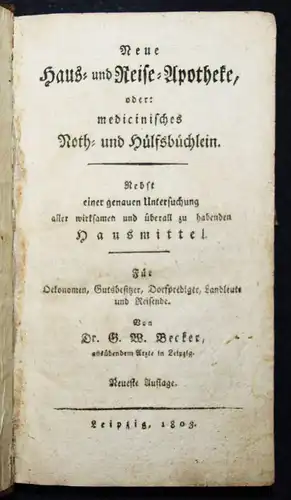 Neue
Haus- und Reise-Apotheke,
oder:
medicinisches
Noth- und Hülfsbüchlein.
Nebst
einer genauen Untersuchung
aller wirksamen und überall zu habenden
Hausmittel.
Für
Oekonomen, Gutsbesitzer, Dorfprediger, Landleute
und Reisende.
Von
Dr. G. W. Becker,
ausübendem Arzte in Leipzig.
Neueste Auflage.
Leipzig, 1803.